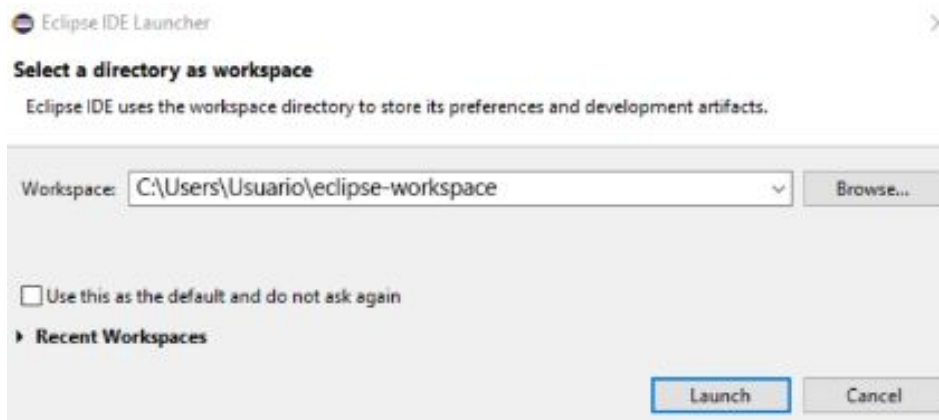 Eclipse IDE Launcher
Select a directory as workspace
Eclipse IDE uses the workspace directory to store its preferences and development artifacts.
Workspace: C:\Users\Usuario\eclipse-workspace Browse...
Use this as the default and do not ask again
Recent Workspaces
Launch Cancel